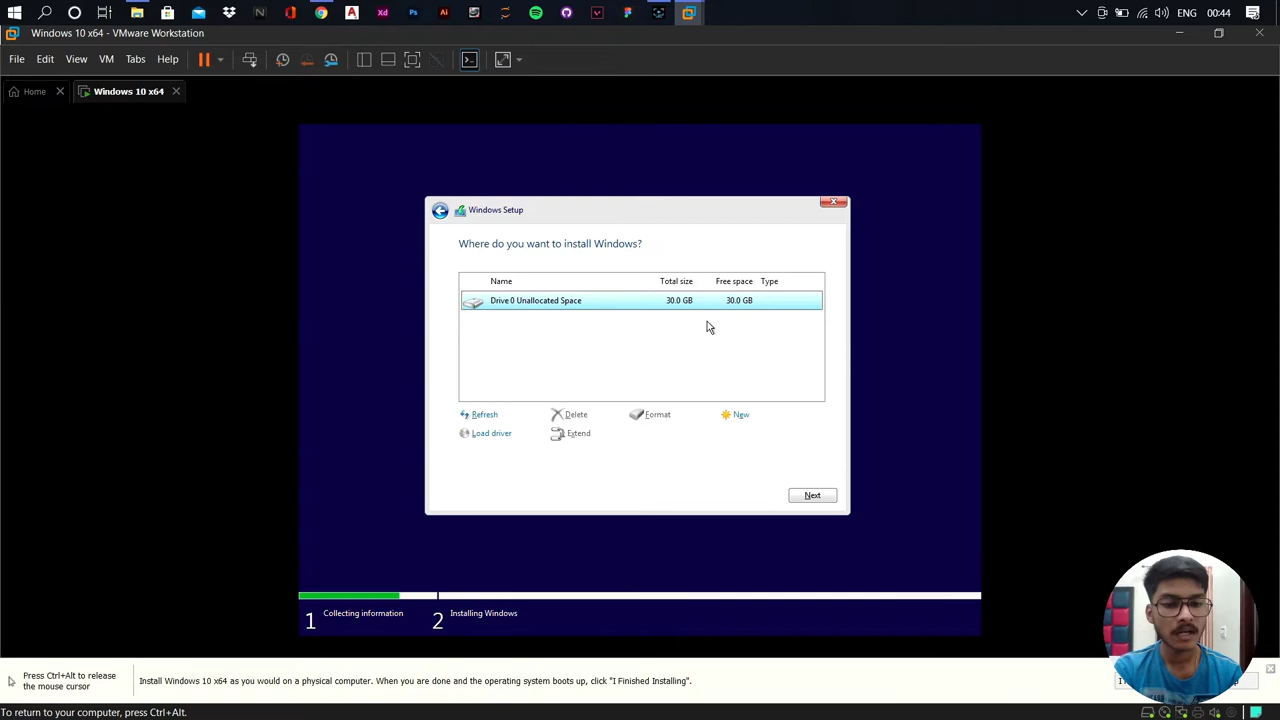 ENG
00:44
Windows 10 x64 - VMware Workstation
File Edit View VM Tabs Help
Home
Windows 10 x64
Windows Setup
Where do you want to install Windows?
Name Total size Free space Type
Drive 0 Unallocated Space 30.0 GB 30.0 GB
Refresh Delete Format New
Load driver Extend
Next
1 Collecting information 2 Installing Windows
Press Ctrl+Alt to release
the mouse cursor
Install Windows 10 x64 as you would on a physical computer. When you are done and the operating system boots up, click "I Finished Installing".
To return to your computer, press Ctrl+Alt.